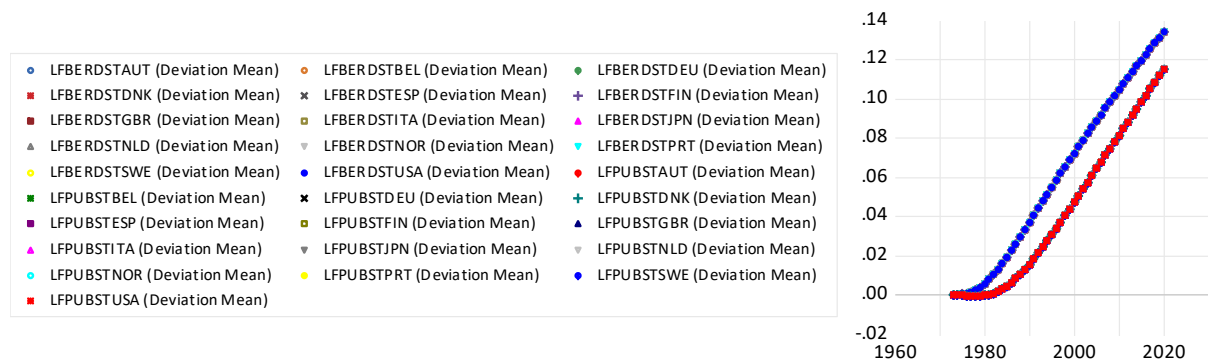 LFBERDSTAUT (Deviation Mean) LFBERDSTBEL (Deviation Mean) LFBERDSTDEU (Deviation Mean)
LFBERDSTDNK (Deviation Mean) LFBERDSTESP (Deviation Mean) LFBERDSTFIN (Deviation Mean)
LFBERDSTGBR (Deviation Mean) LFBERDSTITA (Deviation Mean) LFBERDSTJPN (Deviation Mean)
LFBERDSTNLD (Deviation Mean) LFBERDSTNOR (Deviation Mean) LFBERDSTPRT (Deviation Mean)
LFBERDSTSWE (Deviation Mean) LFBERDSTUSA (Deviation Mean) LFPUBSTAUT (Deviation Mean)
LFPUBSTBEL (Deviation Mean) LFPUBSTDEU (Deviation Mean) LFPUBSTDNK (Deviation Mean)
LFPUBSTESP (Deviation Mean) LFPUBSTFIN (Deviation Mean) LFPUBSTGBR (Deviation Mean)
LFPUBSTITA (Deviation Mean) LFPUBSTJPN (Deviation Mean) LFPUBSTNLD (Deviation Mean)
LFPUBSTNOR (Deviation Mean) LFPUBSTPRT (Deviation Mean) LFPUBSTSWE (Deviation Mean)
LFPUBSTUSA (Deviation Mean)
.14
.12
.10
.08
.06
.04
.02
.00
-.02
1960 1980 2000 2020